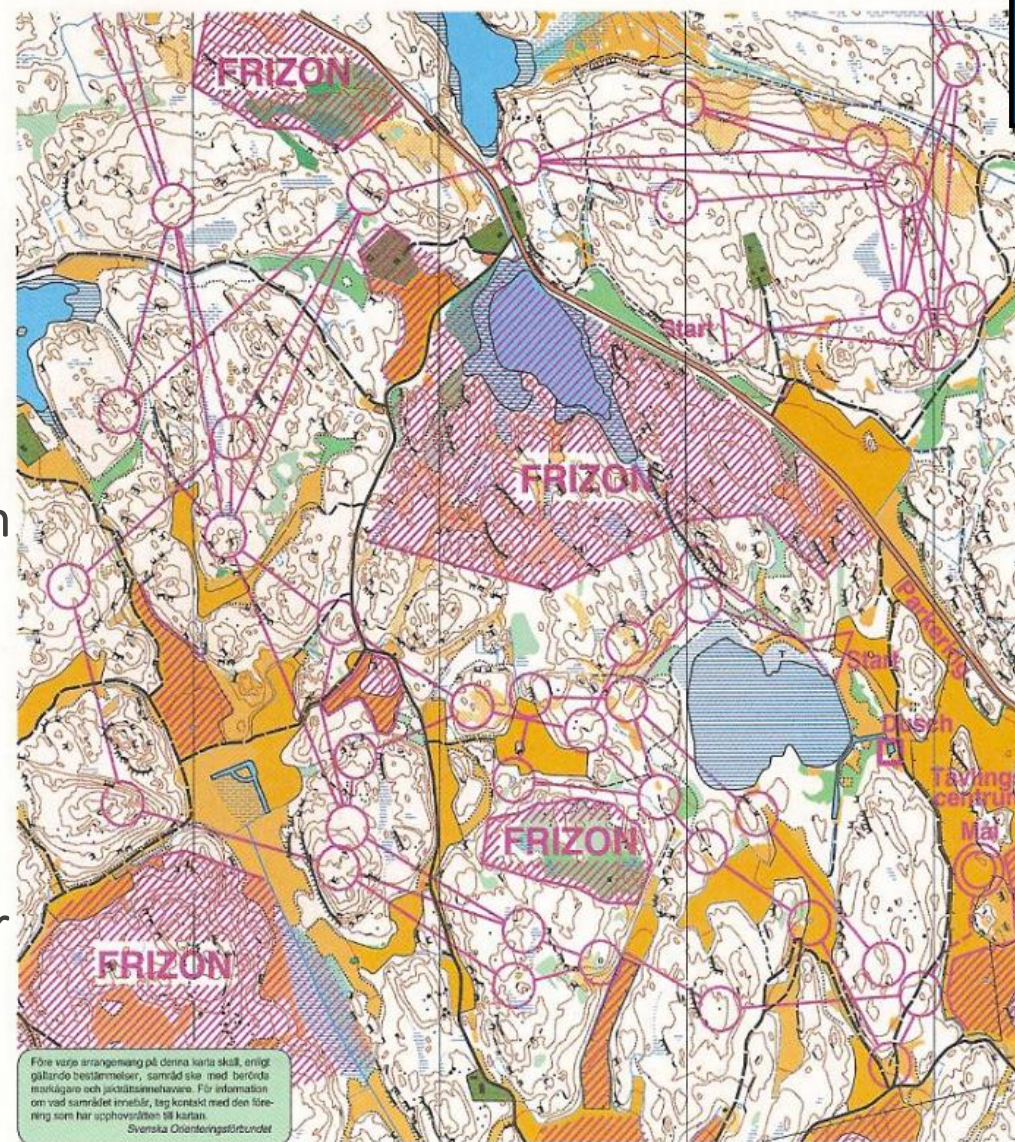 FRIZON
Start
FRIZON
Parkering
Start
Dusch
Tävlings
centrum
FRIZON
Mål
FRIZON
Före varje arrangemang på denna karta skall, enligt
gällande bestämmelser, samråd ske med berörda
markägare och jakträttsinnehavare. För information
om vad samrådet innebär, tag kontakt med den före-
ning som har upphovsrätten till kartan.
Svenska Orienteringsförbundet